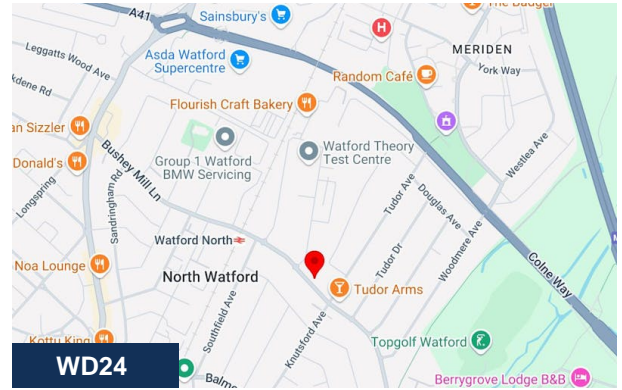 A41
Sainsbury's
The Badger
Leggatts Wood Ave
Asda Watford
Supercentre
MERIDEN
York Way
kdene Rd
Random Café
Flourish Craft Bakery
an Sizzler
Bushey Mill Ln
Group 1 Watford
BMW Servicing
Watford Theory
Test Centre
Westlea Ave
Donald's
Longspring
Sandringham Rd
Tudor Ave
Douglas Ave
Woodmere Ave
Watford North
Colne Way
Noa Lounge
North Watford
Tudor Dr
Tudor Arms
Southfield Ave
Knutsford Ave
Kottu King
Topgolf Watford
WD24
Balmo
Berrygrove Lodge B&B